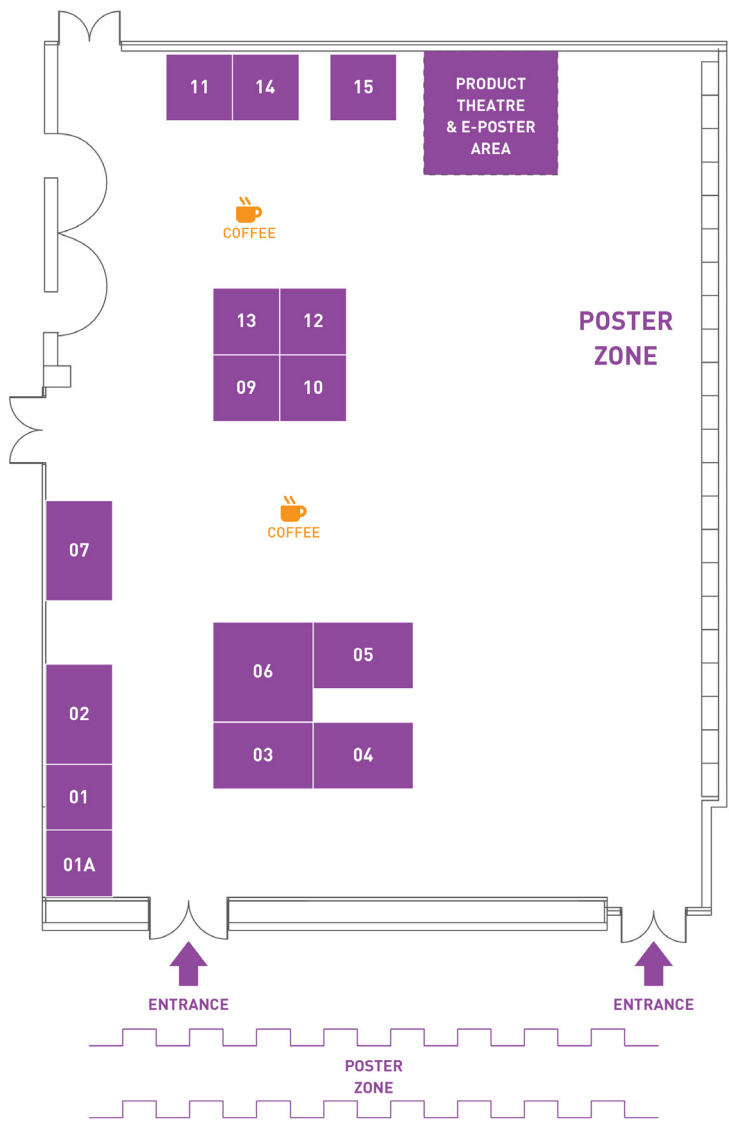 11
14
15
PRODUCT
THEATRE
& E-POSTER
AREA
COFFEE
13
12
POSTER
ZONE
09
10
COFFEE
07
06
05
02
03
04
01
01A
ENTRANCE
ENTRANCE
POSTER
ZONE